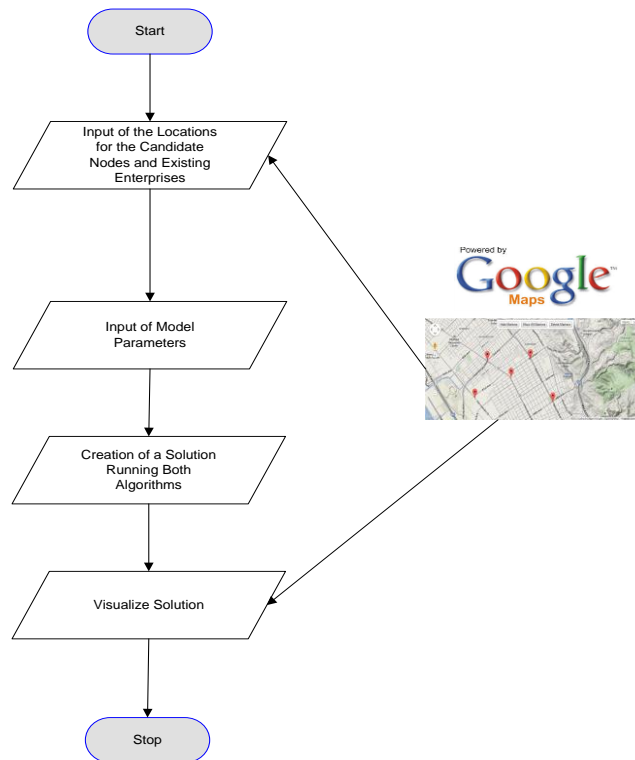 Start
Input of the Locations
for the Candidate
Nodes and Existing
Enterprises
Powered by
Google™
Maps
Input of Model
Parameters
Creation of a Solution
Running Both
Algorithms
Visualize Solution
Stop